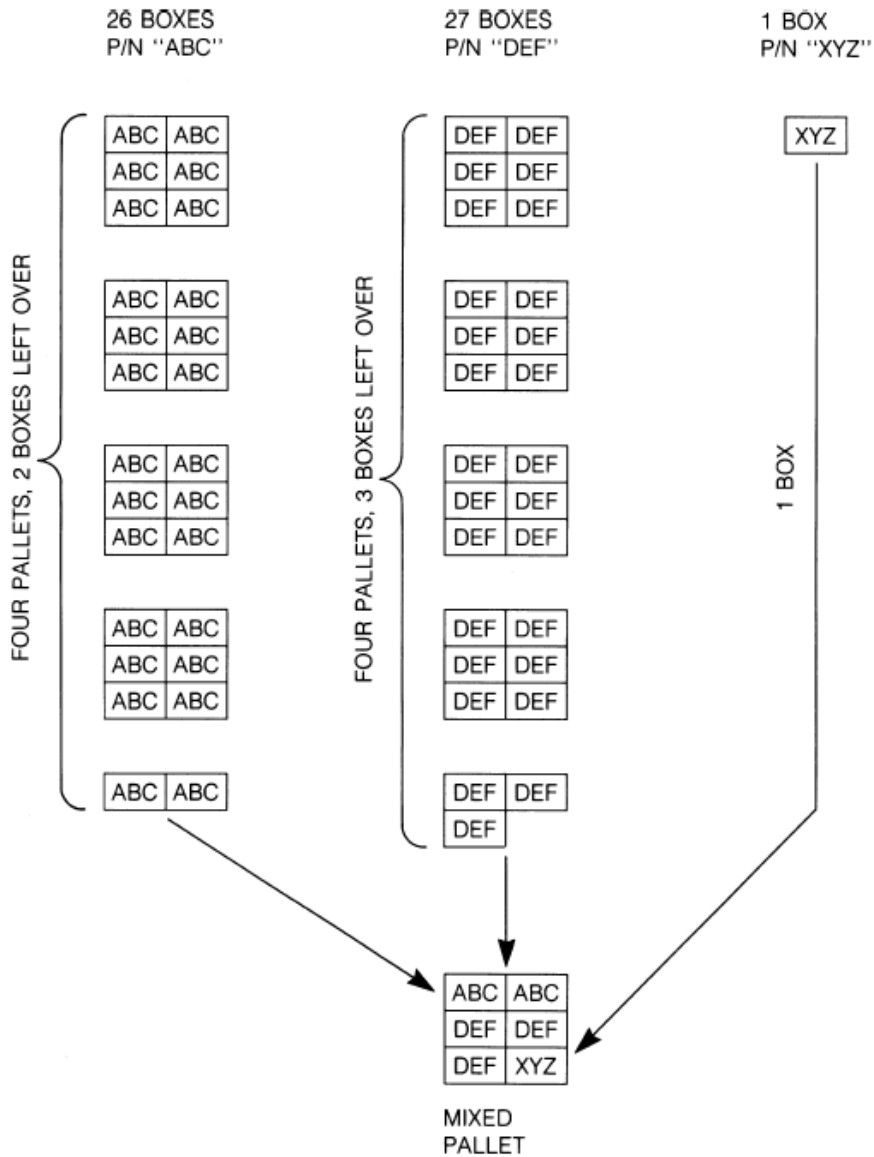 26 BOXES
P/N "ABC"
27 BOXES
P/N "DEF"
1 BOX
P/N "XYZ"
FOUR PALLETS, 2 BOXES LEFT OVER
ABC ABC
ABC ABC
ABC ABC
ABC ABC
ABC ABC
ABC ABC
ABC ABC
ABC ABC
ABC ABC
ABC ABC
ABC ABC
ABC ABC
ABC ABC
FOUR PALLETS, 3 BOXES LEFT OVER
DEF DEF
DEF DEF
DEF DEF
DEF DEF
DEF DEF
DEF DEF
DEF DEF
DEF DEF
DEF DEF
DEF DEF
DEF DEF
DEF DEF
DEF DEF
DEF
XYZ
1 BOX
ABC ABC
DEF DEF
DEF XYZ
MIXED
PALLET